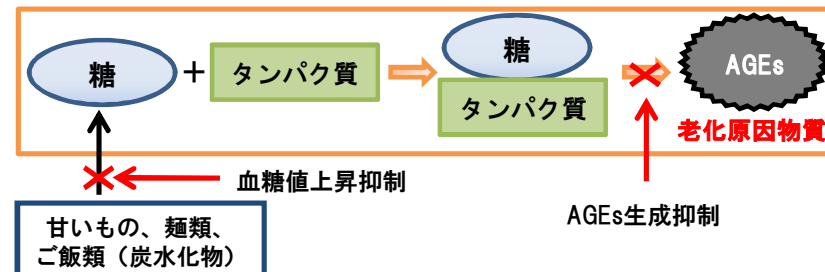 糖
+
タンパク質
糖
タンパク質
AGEs
老化原因物質
血糖値上昇抑制
AGEs生成抑制
甘いもの、麺類、
ご飯類（炭水化物）